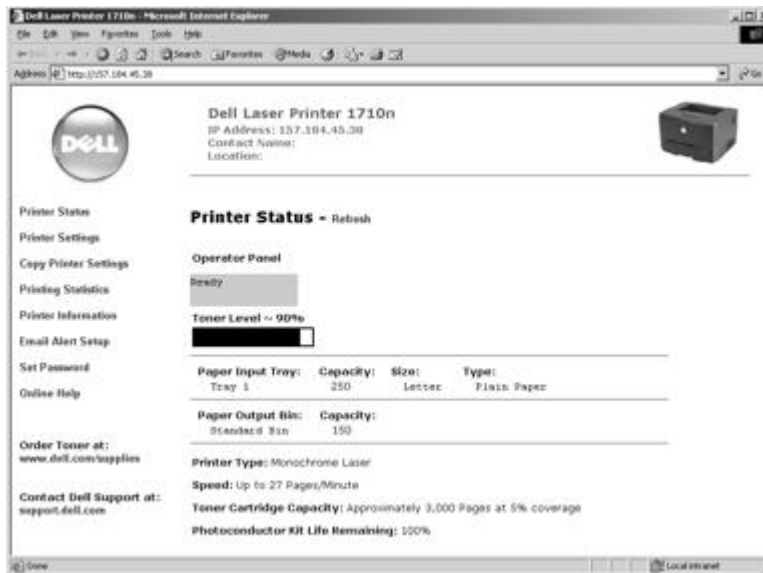 Dell Laser Printer 1710n - Microsoft Internet Explorer
File Edit View Favorites Tools Help
Search Favorites Media
Address http://157.184.45.38 Go
DELL
Dell Laser Printer 1710n
IP Address: 157.184.45.38
Contact Name:
Location:
Printer Status
Printer Settings
Copy Printer Settings
Printing Statistics
Printer Information
Email Alert Setup
Set Password
Online Help
Order Toner at:
www.dell.com/supplies
Contact Dell Support at:
support.dell.com
Printer Status - Refresh
Operator Panel
Ready
Toner Level ~ 90%
Paper Input Tray: Capacity: Size: Type:
Tray 1 250 Letter Plain Paper
Paper Output Bin: Capacity:
Standard Bin 150
Printer Type: Monochrome Laser
Speed: Up to 27 Pages/Minute
Toner Cartridge Capacity: Approximately 3,000 Pages at 5% coverage
Photoconductor Kit Life Remaining: 100%
Done Local intranet